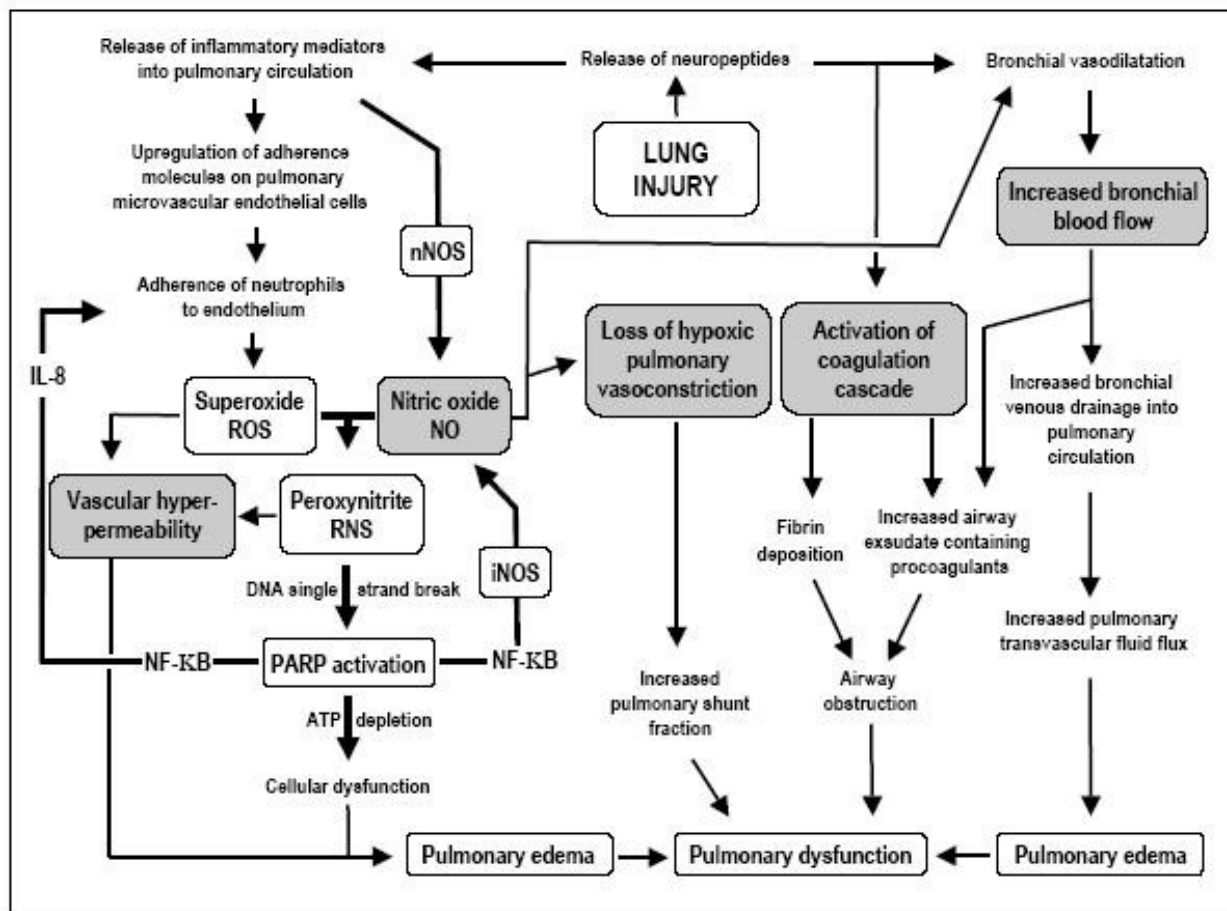 Release of inflammatory mediators
into pulmonary circulation
Release of neuropeptides
Bronchial vasodilatation
LUNG
INJURY
Upregulation of adherence
molecules on pulmonary
microvascular endothelial cells
Increased bronchial
blood flow
nNOS
Adherence of neutrophils
to endothelium
Loss of hypoxic
pulmonary
vasoconstriction
Activation of
coagulation
cascade
IL-8
Superoxide
ROS
Nitric oxide
NO
Increased bronchial
venous drainage into
pulmonary
circulation
Vascular hyper-
permeability
Peroxynitrite
RNS
Fibrin
deposition
Increased airway
exsudate containing
procoagulants
iNOS
DNA single strand break
Increased pulmonary
transvascular fluid flux
NF-KB
PARP activation
NF-KB
Increased
pulmonary shunt
fraction
Airway
obstruction
ATP depletion
Cellular dysfunction
Pulmonary edema
Pulmonary dysfunction
Pulmonary edema